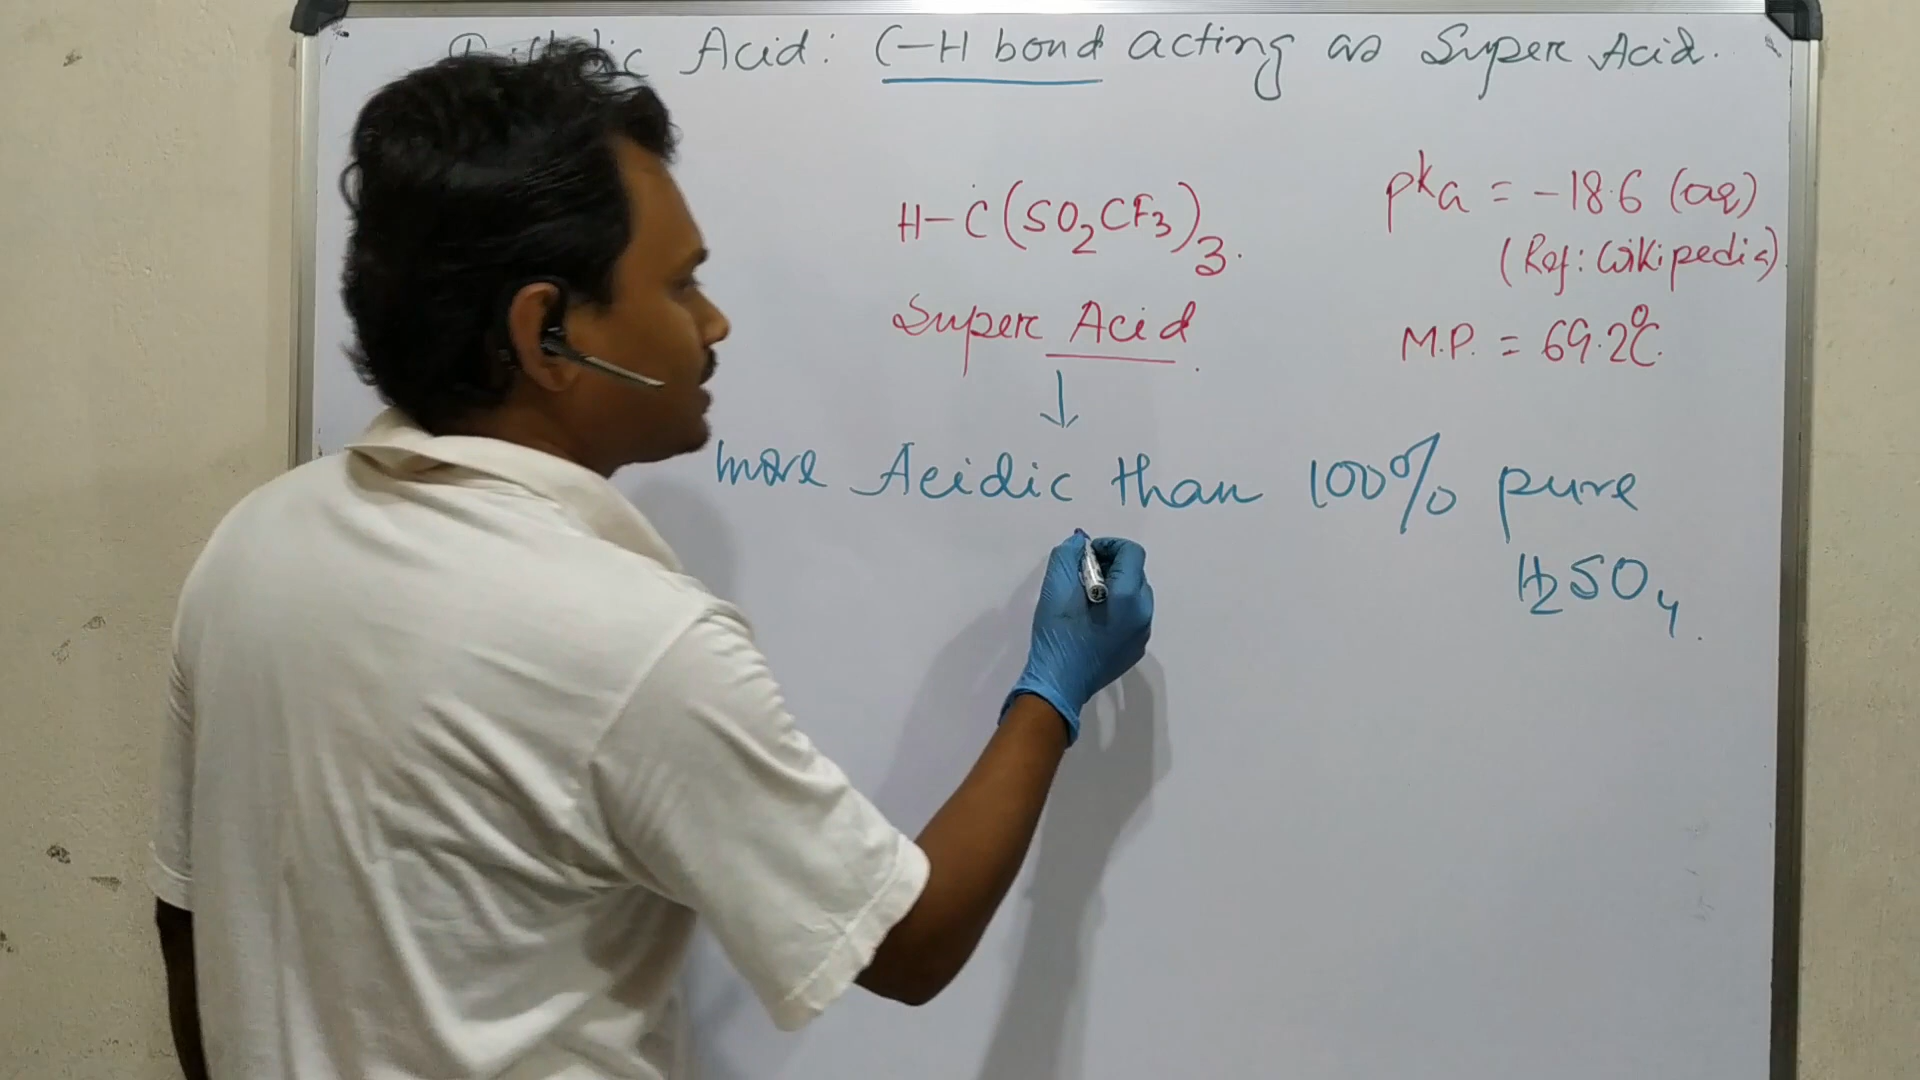 Acid: C-H bond acting as Super Acid.
H-C(SO₂CF₃)₃.
pKa = -18.6 (aq)
(Ref: Wikipedia)
Super Acid
M.P. = 69.2°C.
↓
more Acidic than 100% pure
H₂SO₄.